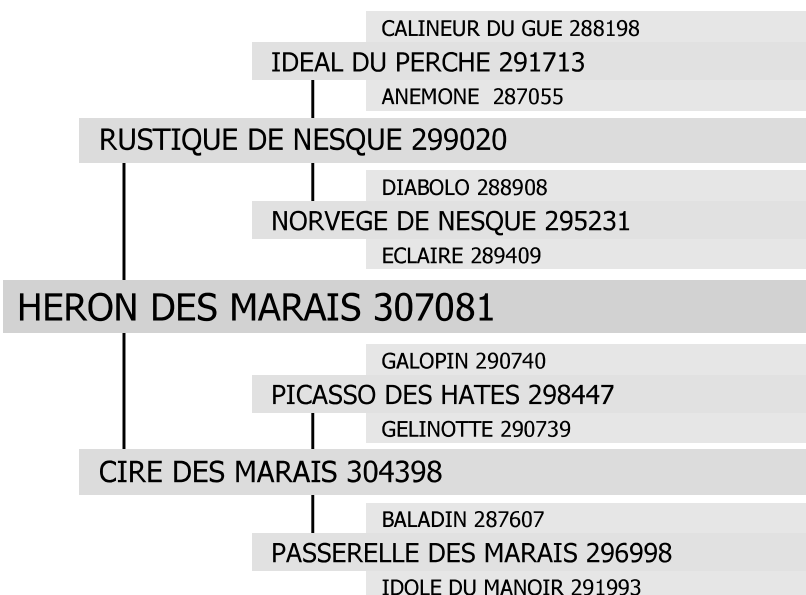 CALINEUR DU GUE 288198
IDEAL DU PERCHE 291713
ANEMONE  287055
RUSTIQUE DE NESQUE 299020
DIABOLO 288908
NORVEGE DE NESQUE 295231
ECLAIRE 289409
HERON DES MARAIS 307081
GALOPIN 290740
PICASSO DES HATES 298447
GELINOTTE 290739
CIRE DES MARAIS 304398
BALADIN 287607
PASSERELLE DES MARAIS 296998
IDOLE DU MANOIR 291993